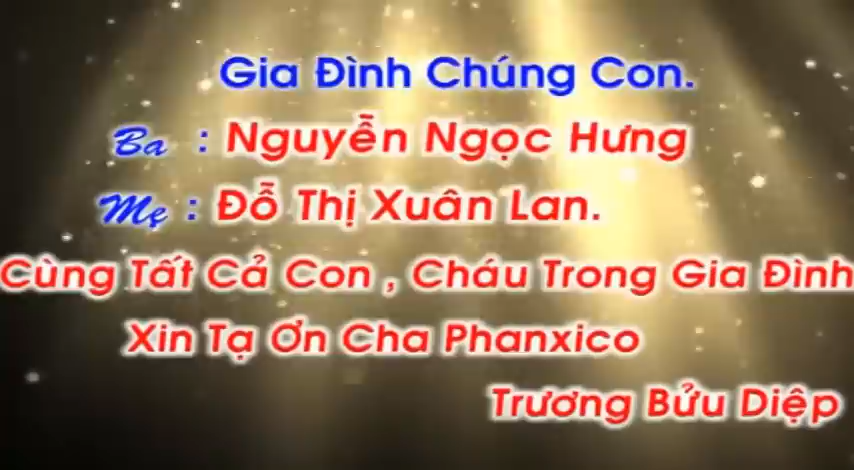 Gia Đình Chúng Con.
Ba : Nguyễn Ngọc Hưng
Mẹ : Đỗ Thị Xuân Lan.
Cùng Tất Cả Con , Cháu Trong Gia Đình
Xin Tạ Ơn Cha Phanxico
Trương Bửu Diệp